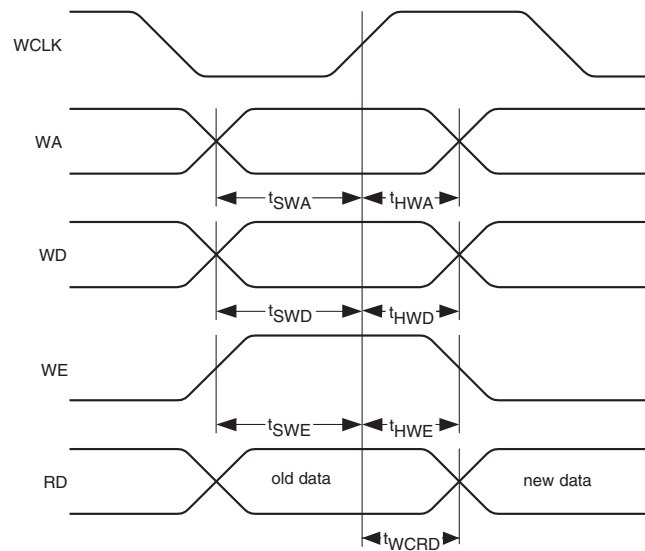 WCLK
WA
tSWA
tHWA
WD
tSWD
tHWD
WE
tSWE
tHWE
RD
old data
new data
tWCRD